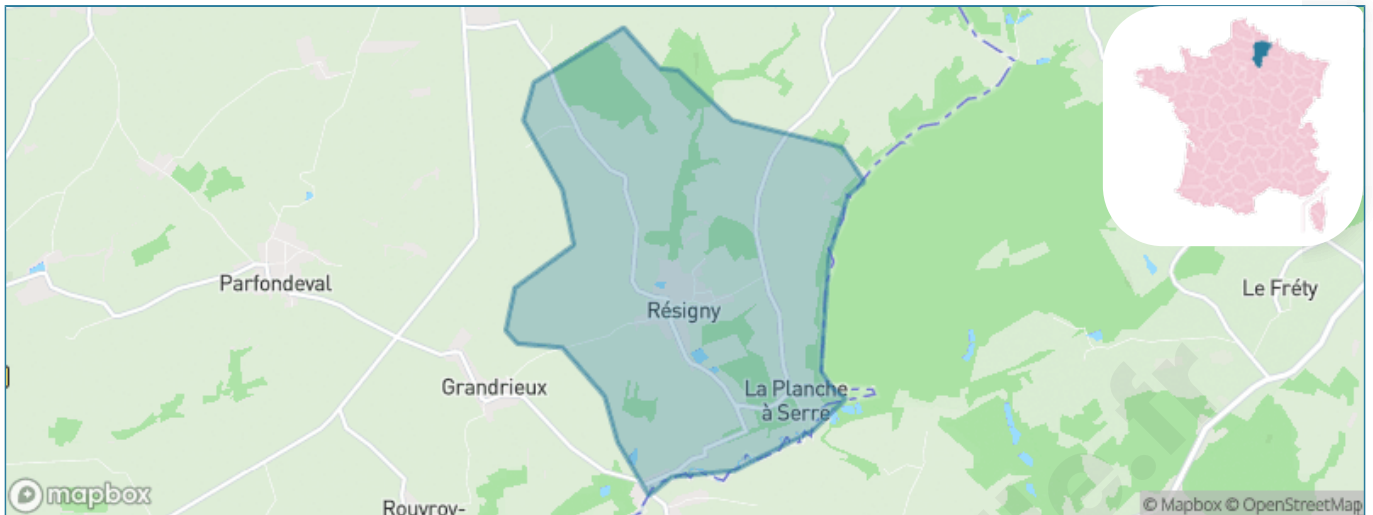 Parfondeval
Résigny
Le Fréty
Grandrieux
La Planche
à Serre
Rouvroy-
mapbox
© Mapbox © OpenStreetMap